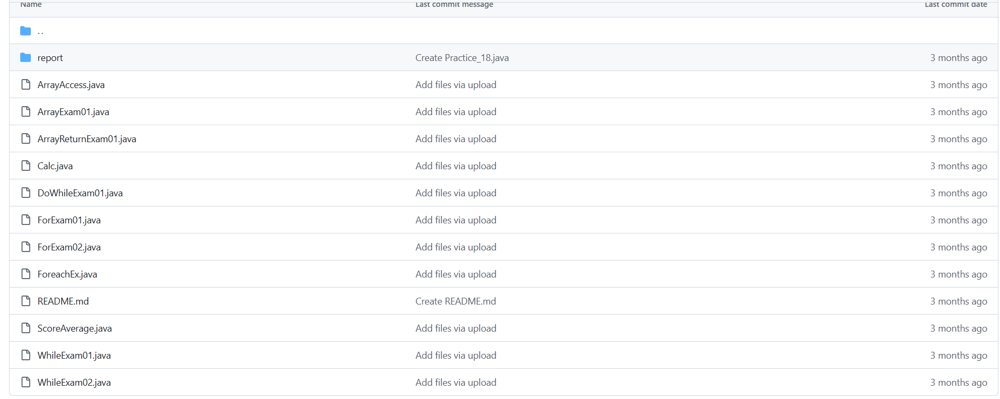 Name Last commit message Last commit date
..
report Create Practice_18.java 3 months ago
ArrayAccess.java Add files via upload 3 months ago
ArrayExam01.java Add files via upload 3 months ago
ArrayReturnExam01.java Add files via upload 3 months ago
Calc.java Add files via upload 3 months ago
DoWhileExam01.java Add files via upload 3 months ago
ForExam01.java Add files via upload 3 months ago
ForExam02.java Add files via upload 3 months ago
ForeachEx.java Add files via upload 3 months ago
README.md Create README.md 3 months ago
ScoreAverage.java Add files via upload 3 months ago
WhileExam01.java Add files via upload 3 months ago
WhileExam02.java Add files via upload 3 months ago